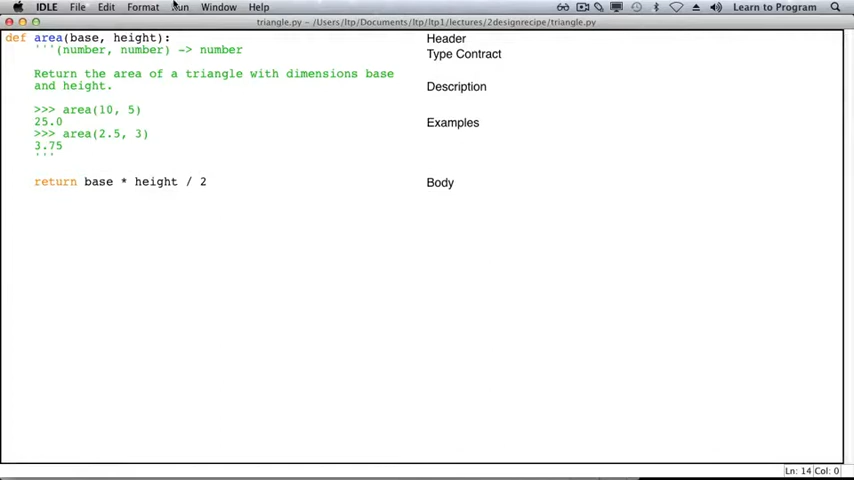 IDLE File Edit Format Run Window Help Learn to Program
triangle.py - /Users/ltp/Documents/ltp/ltp1/lectures/2designrecipe/triangle.py
def area(base, height): Header
'''(number, number) -> number Type Contract
Return the area of a triangle with dimensions base
and height. Description
>>> area(10, 5)
25.0 Examples
>>> area(2.5, 3)
3.75
'''
return base * height / 2 Body
Ln: 14 Col: 0